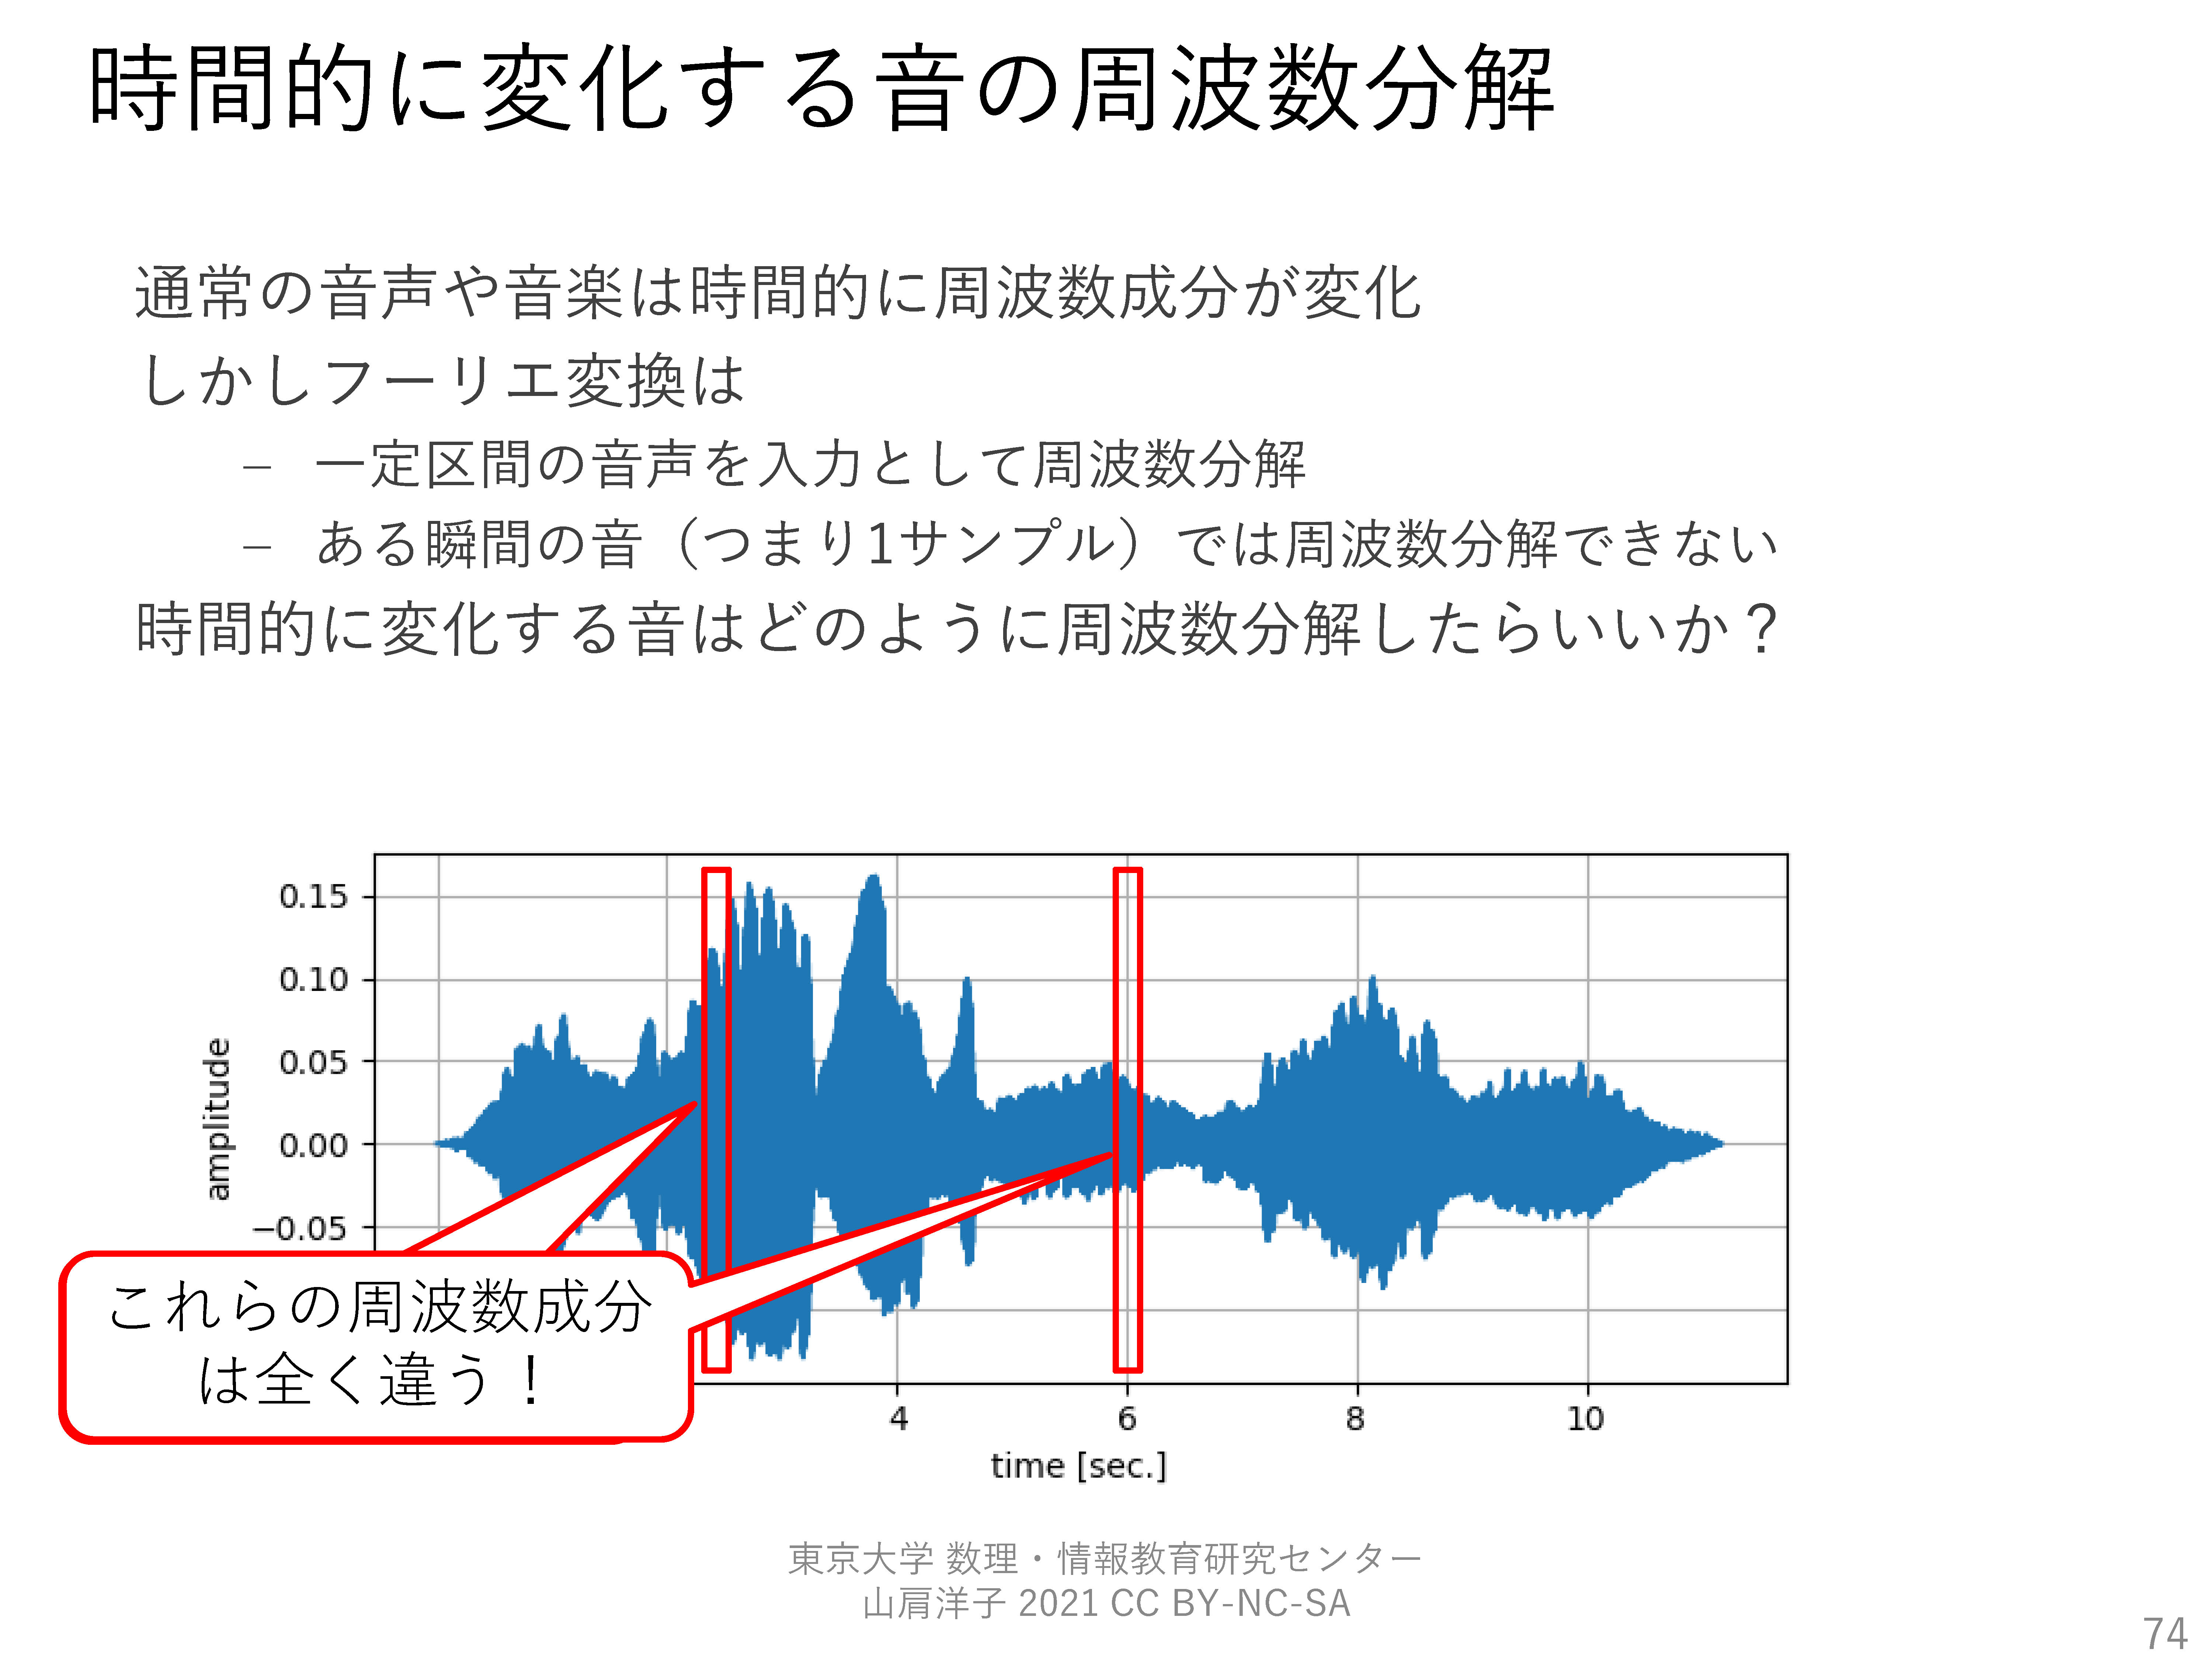 時間的に変化する音の周波数分解
通常の音声や音楽は時間的に周波数成分が変化
しかしフーリエ変換は
– 一定区間の音声を入力として周波数分解
– ある瞬間の音（つまり1サンプル）では周波数分解できない
時間的に変化する音はどのように周波数分解したらいいか？
0.15
0.10
0.05
0.00
−0.05
amplitude
これらの周波数成分
は全く違う！
4 6 8 10
time [sec.]
東京大学 数理・情報教育研究センター
山肩洋子 2021 CC BY-NC-SA
74